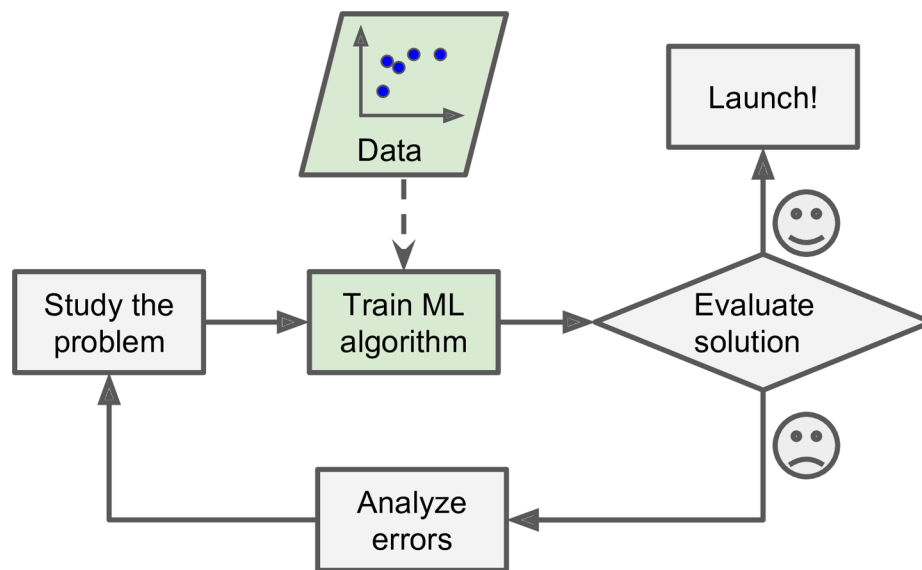 Data
Launch!
Study the
problem
Train ML
algorithm
Evaluate
solution
Analyze
errors